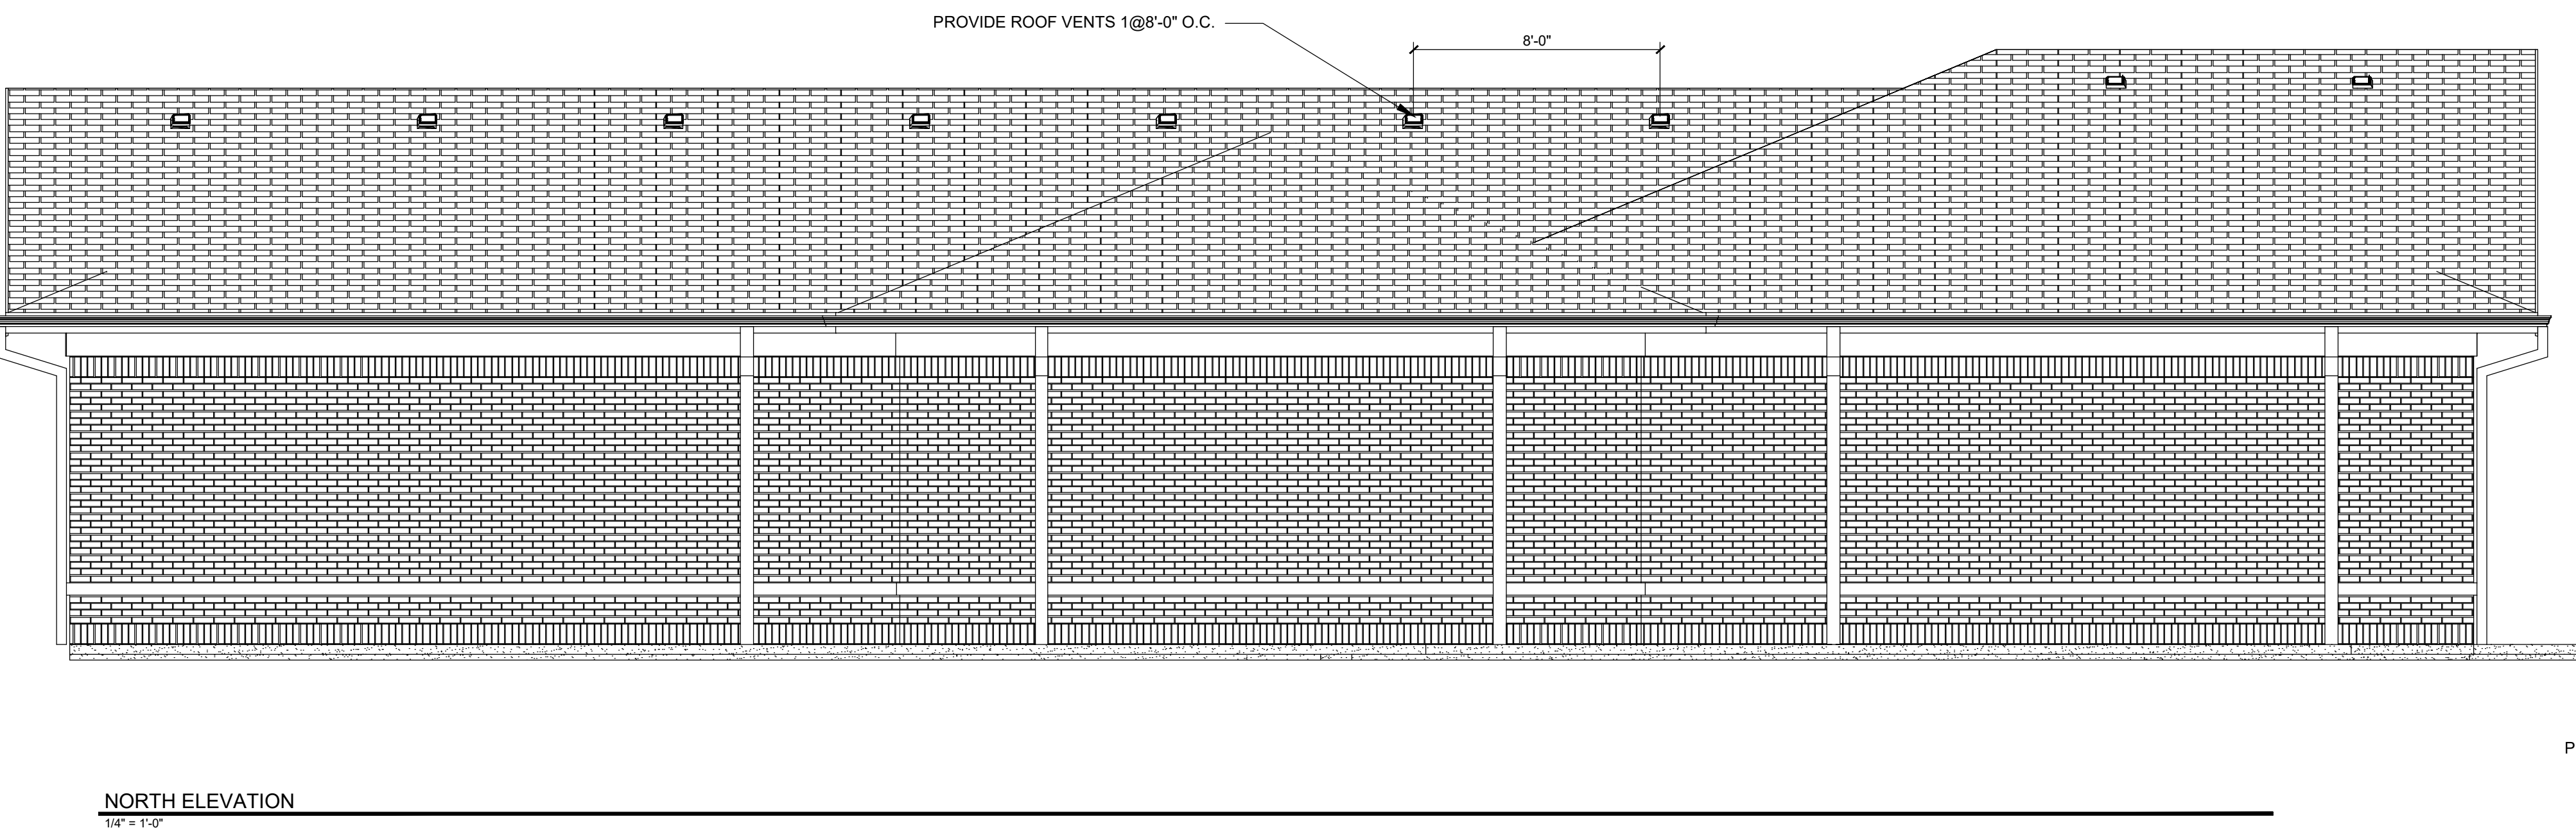 PROVIDE ROOF VENTS 1@8'-0" O.C.
8'-0"
P
NORTH ELEVATION
1/4" = 1'-0"